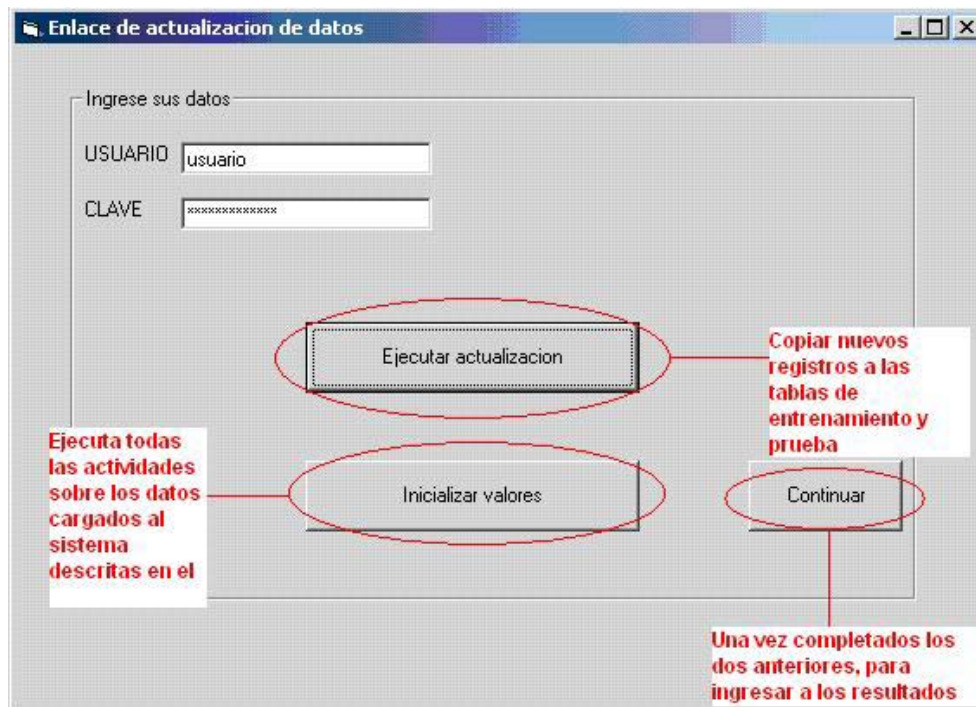 Enlace de actualizacion de datos
Ingrese sus datos
USUARIO usuario
CLAVE *************
Ejecutar actualizacion
Copiar nuevos
registros a las
tablas de
entrenamiento y
prueba
Ejecuta todas
las actividades
sobre los datos
cargados al
sistema
descritas en el
Inicializar valores
Continuar
Una vez completados los
dos anteriores, para
ingresar a los resultados